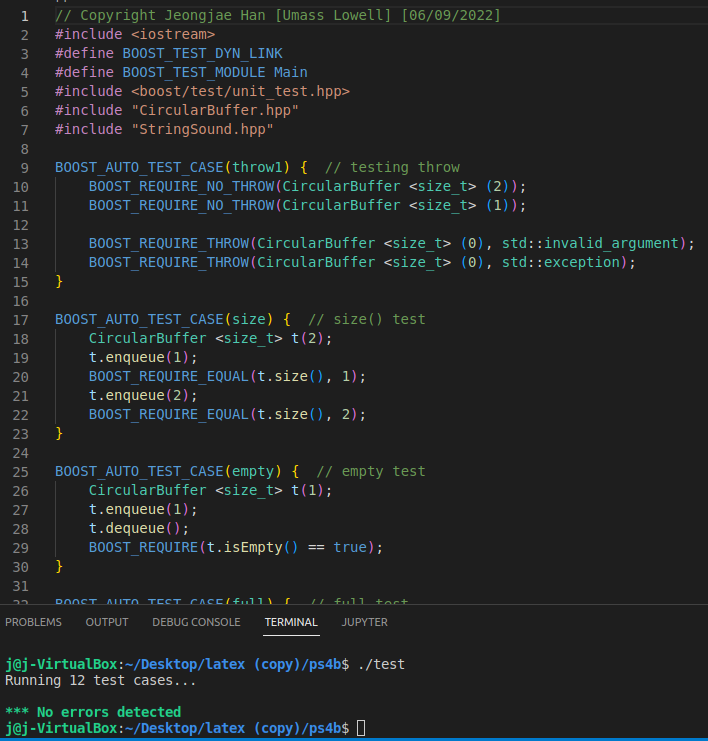 1 // Copyright Jeongjae Han [Umass Lowell] [06/09/2022]
2 #include <iostream>
3 #define BOOST_TEST_DYN_LINK
4 #define BOOST_TEST_MODULE Main
5 #include <boost/test/unit_test.hpp>
6 #include "CircularBuffer.hpp"
7 #include "StringSound.hpp"
8
9 BOOST_AUTO_TEST_CASE(throw1) {  // testing throw
10     BOOST_REQUIRE_NO_THROW(CircularBuffer <size_t> (2));
11     BOOST_REQUIRE_NO_THROW(CircularBuffer <size_t> (1));
12
13     BOOST_REQUIRE_THROW(CircularBuffer <size_t> (0), std::invalid_argument);
14     BOOST_REQUIRE_THROW(CircularBuffer <size_t> (0), std::exception);
15 }
16
17 BOOST_AUTO_TEST_CASE(size) {  // size() test
18     CircularBuffer <size_t> t(2);
19     t.enqueue(1);
20     BOOST_REQUIRE_EQUAL(t.size(), 1);
21     t.enqueue(2);
22     BOOST_REQUIRE_EQUAL(t.size(), 2);
23 }
24
25 BOOST_AUTO_TEST_CASE(empty) {  // empty test
26     CircularBuffer <size_t> t(1);
27     t.enqueue(1);
28     t.dequeue();
29     BOOST_REQUIRE(t.isEmpty() == true);
30 }
31
32 BOOST_AUTO_TEST_CASE(full) {  // full test
PROBLEMS OUTPUT DEBUG CONSOLE TERMINAL JUPYTER
j@j-VirtualBox:~/Desktop/latex (copy)/ps4b$ ./test
Running 12 test cases...
*** No errors detected
j@j-VirtualBox:~/Desktop/latex (copy)/ps4b$